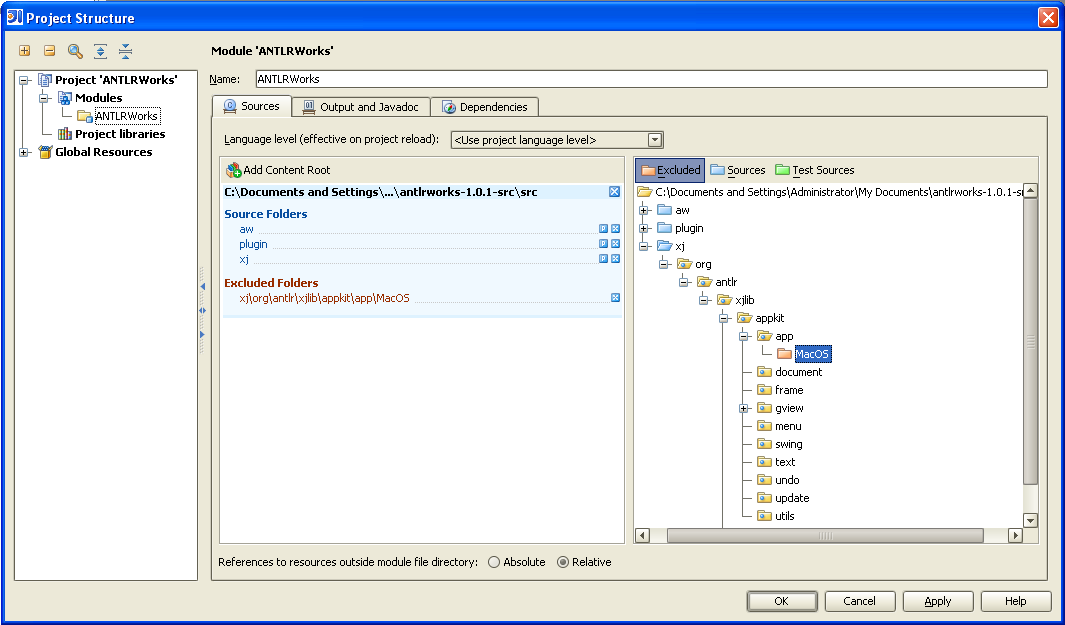 Project Structure
Module 'ANTLRWorks'
Project 'ANTLRWorks'
Modules
ANTLRWorks
Project libraries
Global Resources
Name: ANTLRWorks
Sources Output and Javadoc Dependencies
Language level (effective on project reload): <Use project language level>
Add Content Root
C:\Documents and Settings\...\antlrworks-1.0.1-src\src
Source Folders
aw
plugin
xj
Excluded Folders
xj\org\antlr\xjlib\appkit\app\MacOS
Excluded Sources Test Sources
C:\Documents and Settings\Administrator\My Documents\antlrworks-1.0.1-sr
aw
plugin
xj
org
antlr
xjlib
appkit
app
MacOS
document
frame
gview
menu
swing
text
undo
update
utils
References to resources outside module file directory: Absolute Relative
OK Cancel Apply Help